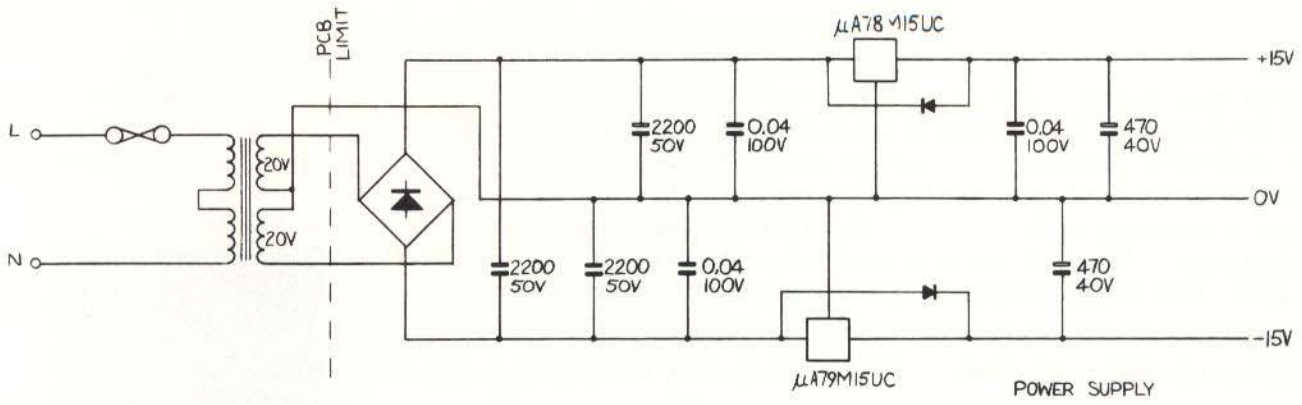 PCB
LIMIT
µA78M15UC
+15V
L
20V
2200
50V
0.04
100V
0.04
100V
470
40V
0V
N
20V
2200
50V
2200
50V
0.04
100V
470
40V
-15V
µA79M15UC
POWER SUPPLY